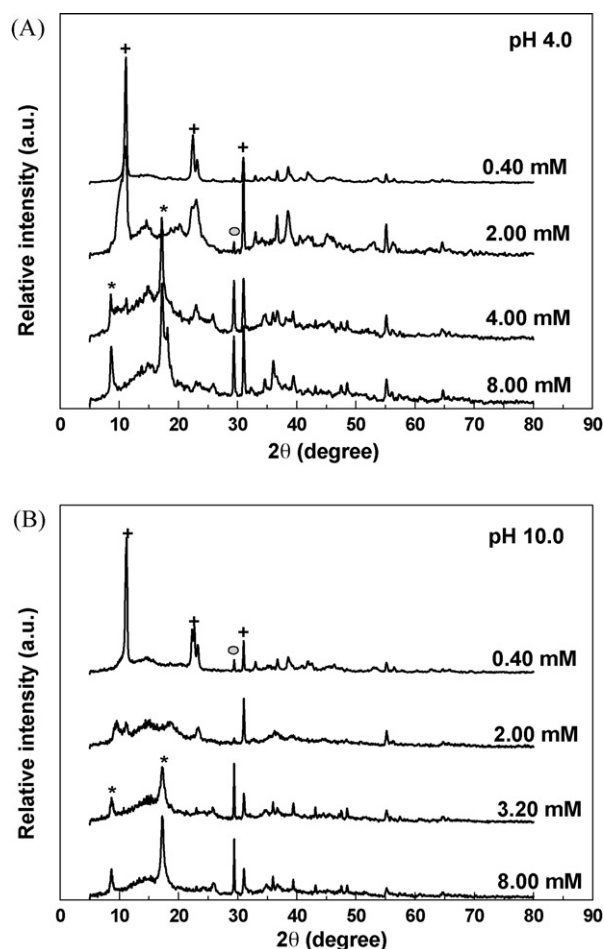 (A)
pH 4.0
+
+
+
0.40 mM
*
2.00 mM
*
4.00 mM
8.00 mM
Relative intensity (a.u.)
0 10 20 30 40 50 60 70 80 90
2θ (degree)
(B)
pH 10.0
+
+
+
0.40 mM
2.00 mM
*
*
3.20 mM
8.00 mM
Relative intensity (a.u.)
0 10 20 30 40 50 60 70 80 90
2θ (degree)